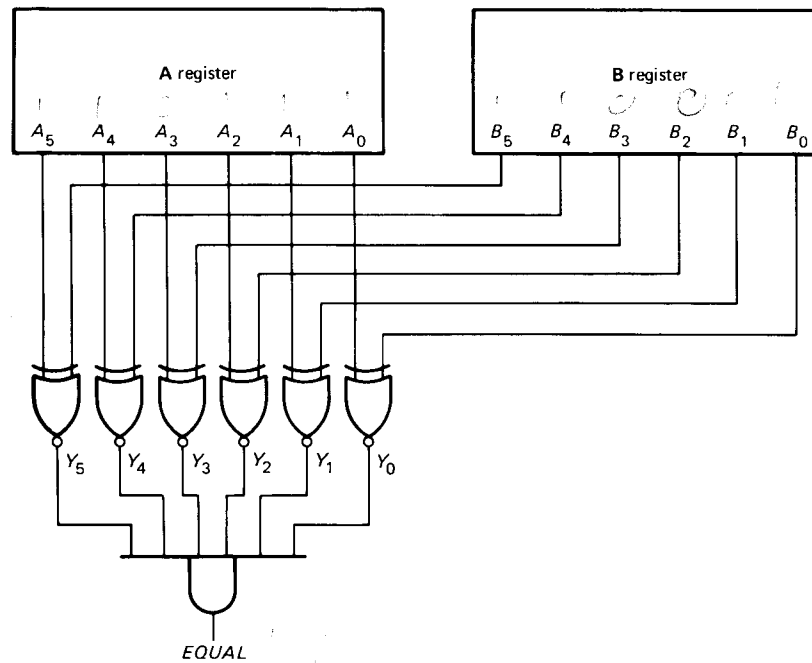 A register
B register
A5 A4 A3 A2 A1 A0
B5 B4 B3 B2 B1 B0
Y5 Y4 Y3 Y2 Y1 Y0
EQUAL